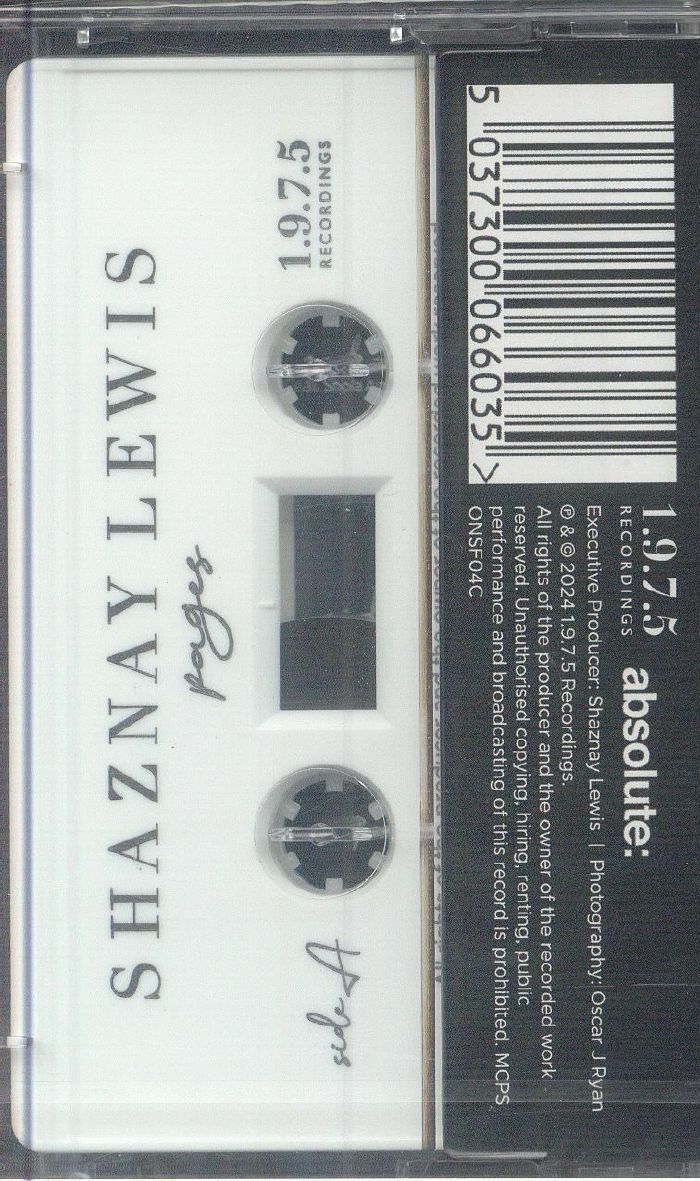 SHAZNAY LEWIS
pages
1.9.7.5
RECORDINGS
side A
5 037300 066035 >
1.9.7.5
RECORDINGS
absolute:
Executive Producer: Shaznay Lewis | Photography: Oscar J Ryan
℗ & © 2024 1.9.7.5 Recordings.
All rights of the producer and the owner of the recorded work
reserved. Unauthorised copying, hiring, renting, public
performance and broadcasting of this record is prohibited. MCPS
ONSF04C